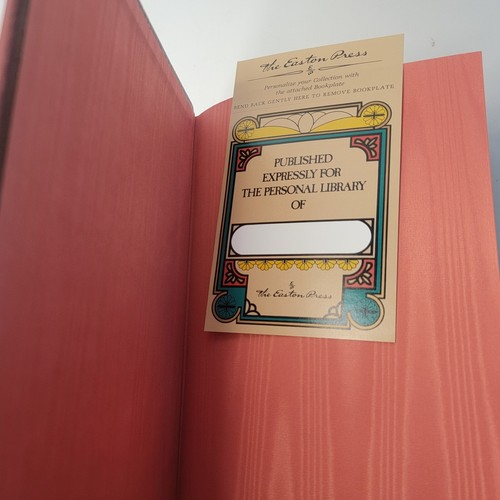 The Easton Press
Personalize your Collection with
the attached Bookplate
BEND BACK GENTLY HERE TO REMOVE BOOKPLATE
PUBLISHED
EXPRESSLY FOR
THE PERSONAL LIBRARY
OF
The Easton Press